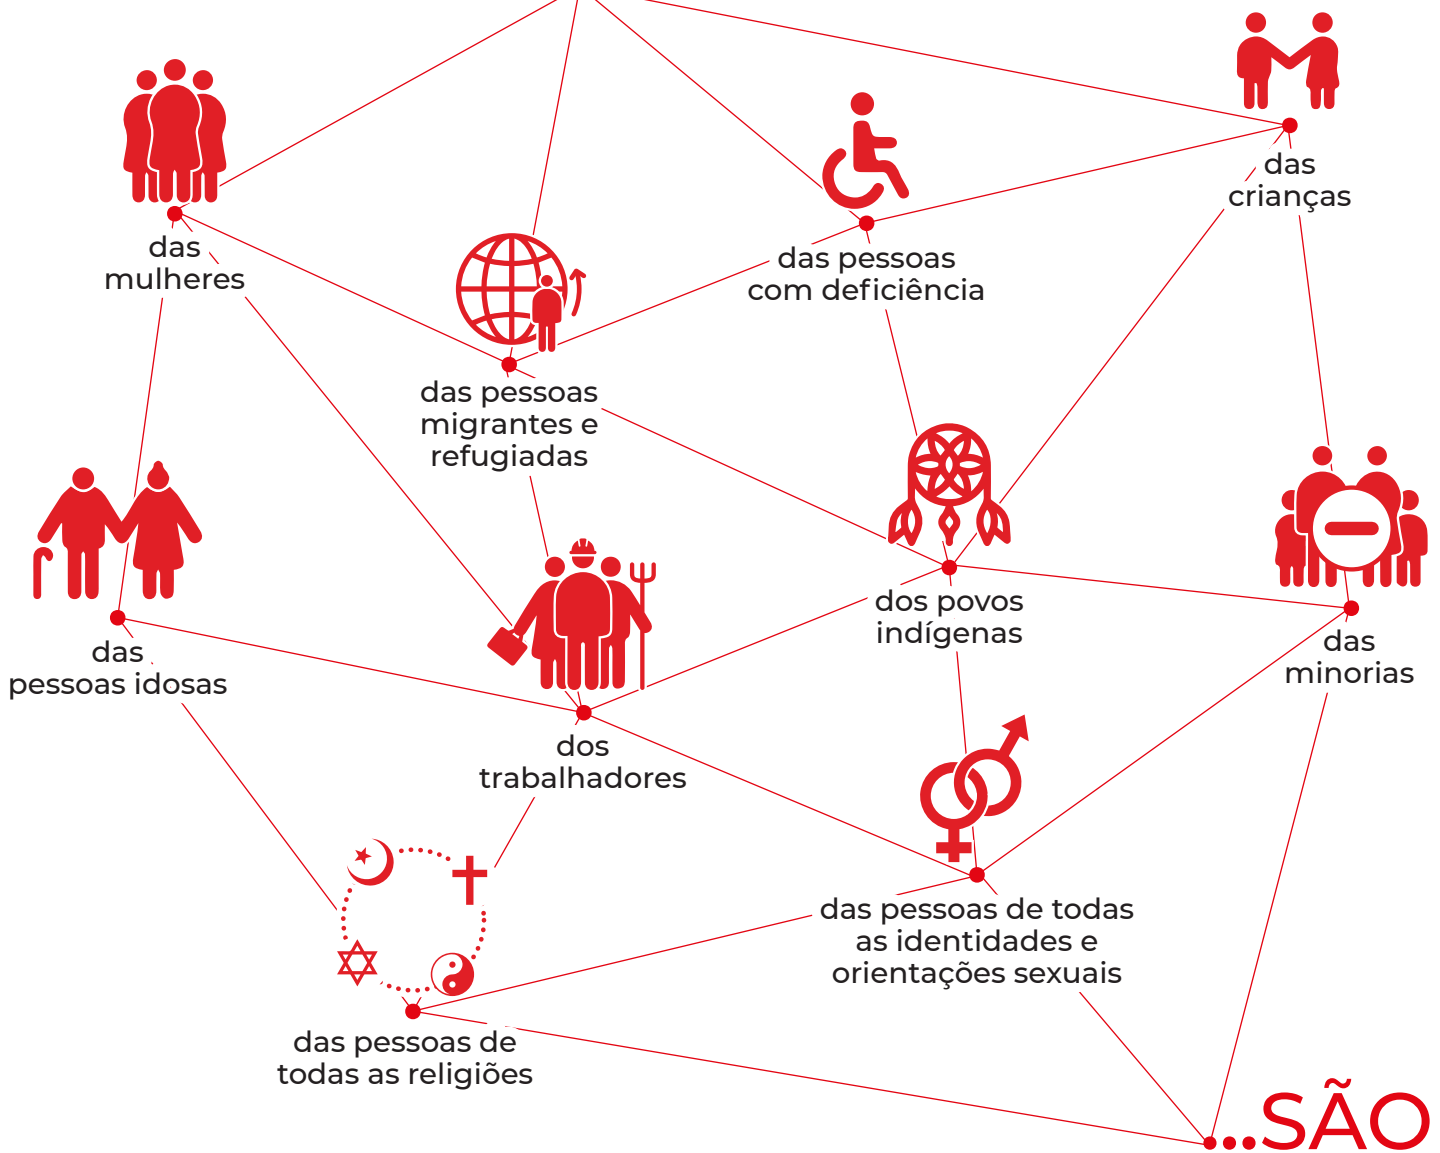 das
crianças
das
mulheres
das pessoas
com deficiência
das pessoas
migrantes e
refugiadas
dos povos
indígenas
das
minorias
das
pessoas idosas
dos
trabalhadores
das pessoas de todas
as identidades e
orientações sexuais
das pessoas de
todas as religiões
...SÃO